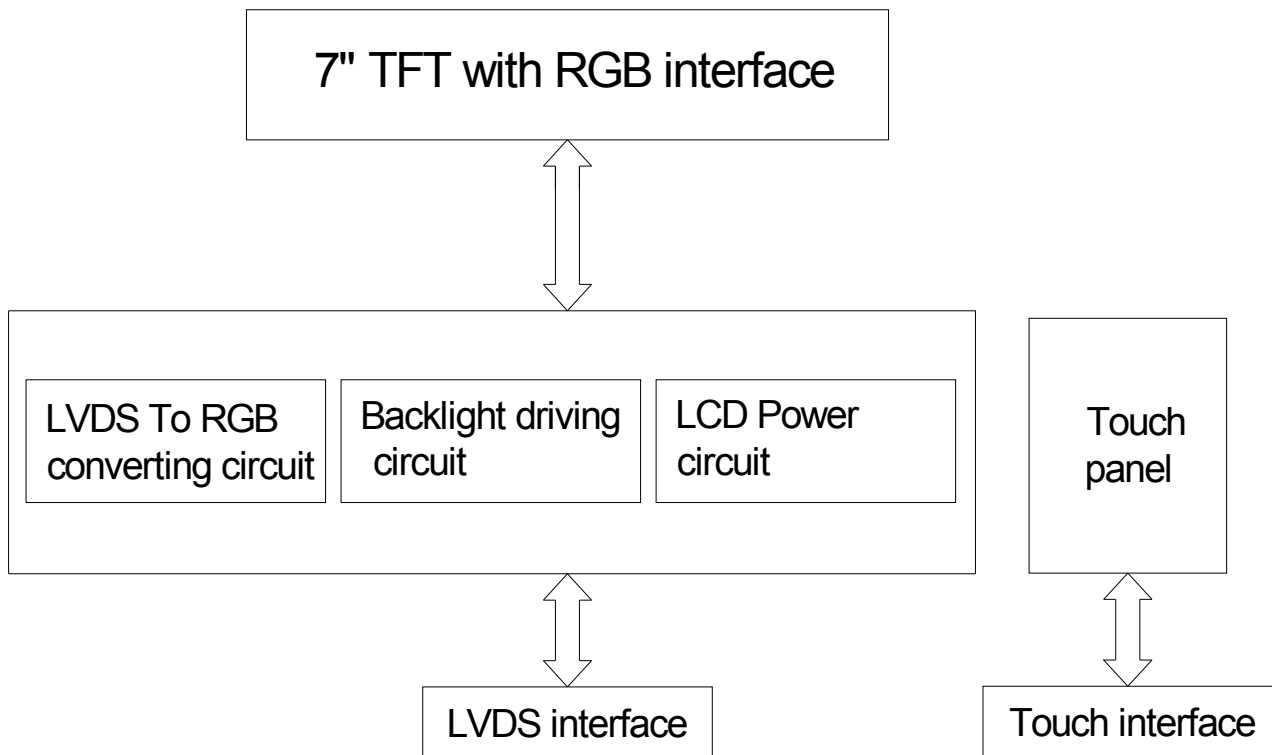 7" TFT with RGB interface
LVDS To RGB
converting circuit
Backlight driving
circuit
LCD Power
circuit
Touch
panel
LVDS interface
Touch interface